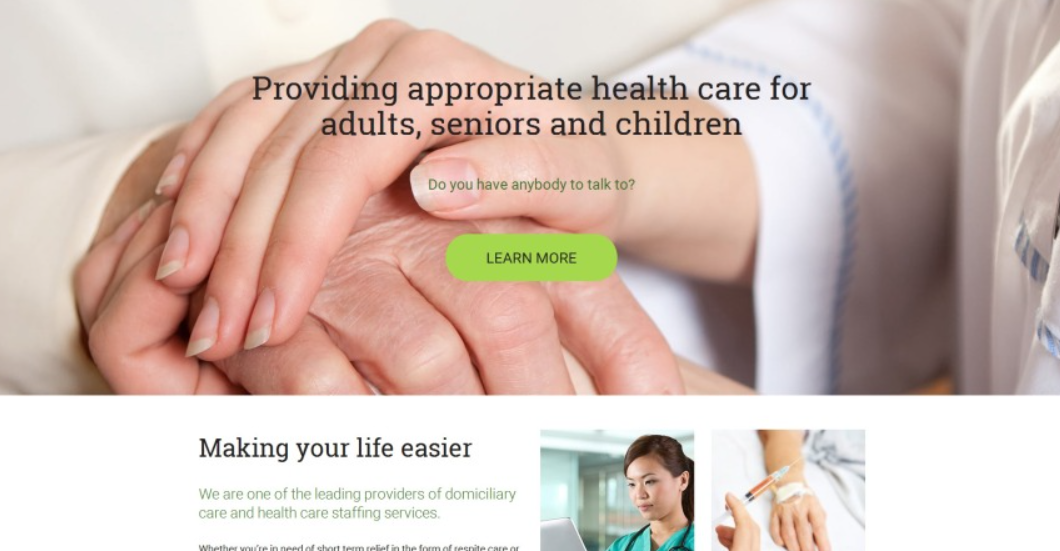 Providing appropriate health care for
adults, seniors and children
Do you have anybody to talk to?
LEARN MORE
Making your life easier
We are one of the leading providers of domiciliary
care and health care staffing services.
Whether you're in need of short term relief in the form of respite care or